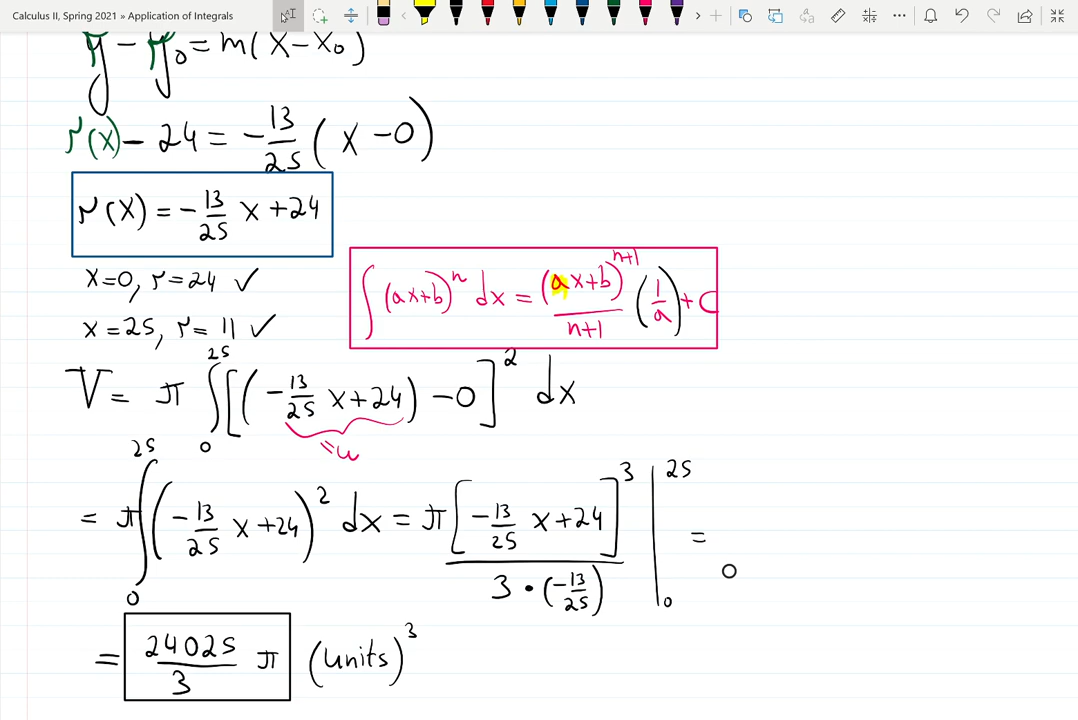 Calculus II, Spring 2021 » Application of Integrals
y - y₀ = m(x - x₀)
r(x) - 24 = -13/25 (x - 0)
r(x) = -13/25 x + 24
x=0, r=24 ✓
∫(ax+b)ⁿ dx = (ax+b)ⁿ⁺¹/(n+1) (1/a) + C
x=25, r=11 ✓
V = π ∫₀²⁵ [(-13/25 x + 24) - 0]² dx
=u
= π ∫₀²⁵ (-13/25 x + 24)² dx = π [-13/25 x + 24]³ / (3 · (-13/25)) |₀²⁵ =
= 24025/3 π (units)³